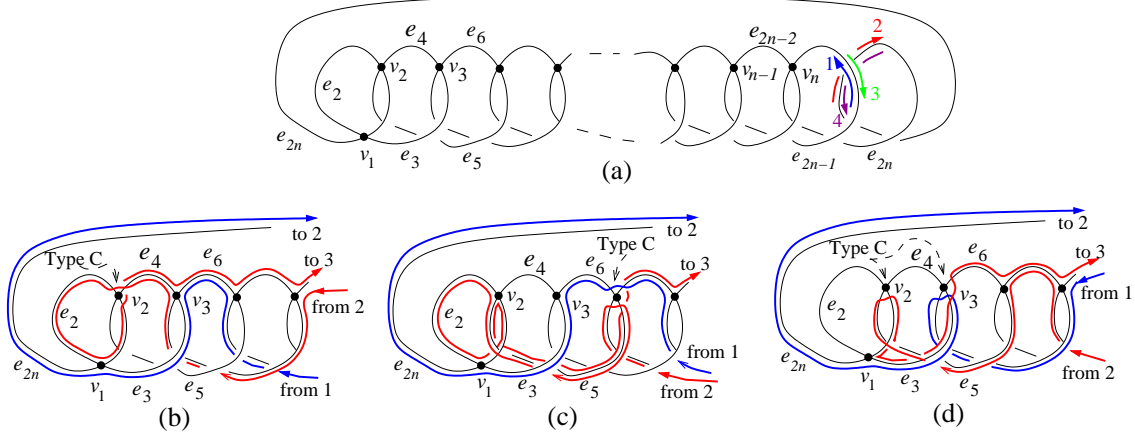 e4 e6 e2n−2 2
v2 v3 vn−1 vn 1
e2 3
4
e2n v1 e3 e5 e2n−1 e2n
(a)
to 2 to 2 to 2
Type C e4 e6 to 3
Type C e4 e6 to 3
Type C e4 e6 to 3
v2 v3 from 2
v2 v3
v2 v3 from 1
e2 e2 e2
from 1 from 2
e2n v1 e3 e5 from 1
e2n v1 e3 e5 from 2
e2n v1 e3 e5
(b) (c) (d)